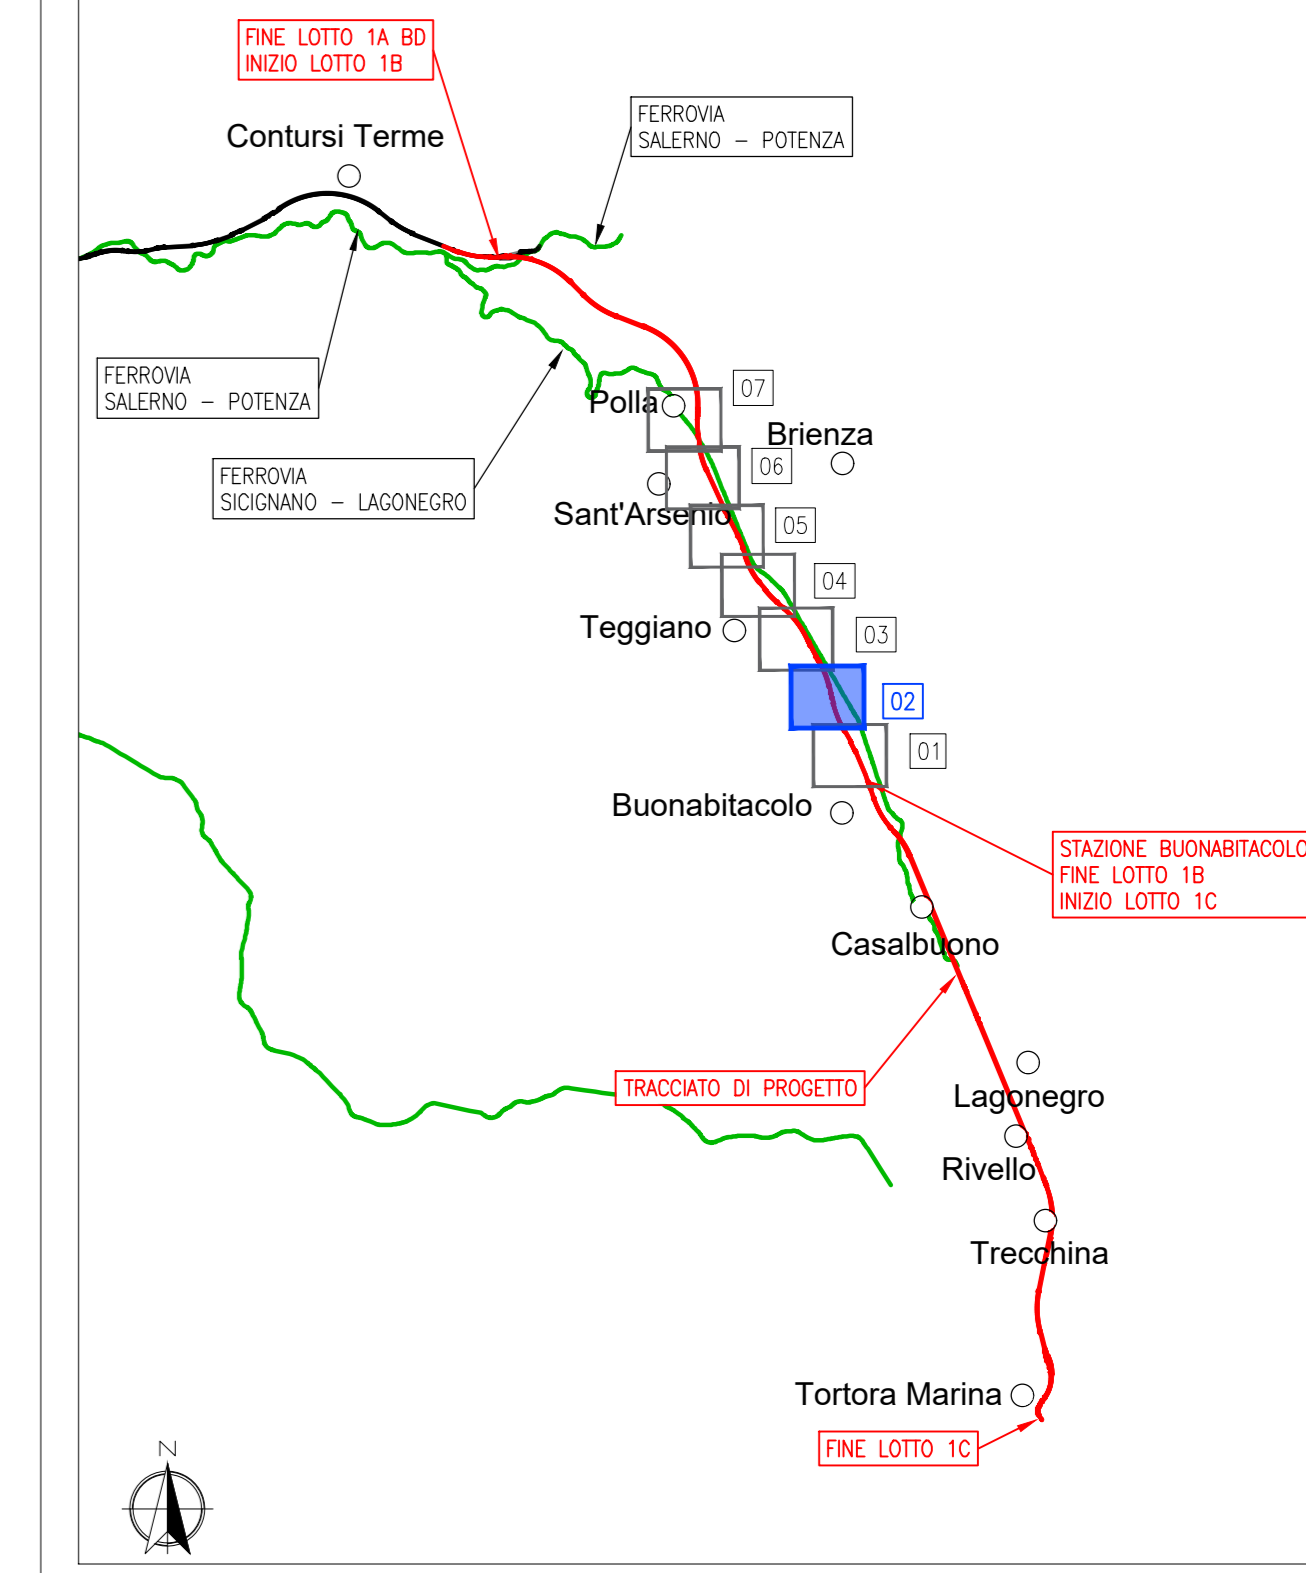 FINE LOTTO 1A BD
INIZIO LOTTO 1B
FERROVIA
SALERNO – POTENZA
Contursi Terme
FERROVIA
SALERNO – POTENZA
FERROVIA
SICIGNANO – LAGONEGRO
Polla
07
Brienza
06
Sant'Arsenio
05
04
Teggiano
03
02
01
Buonabitacolo
STAZIONE BUONABITACOLO
FINE LOTTO 1B
INIZIO LOTTO 1C
Casalbuono
TRACCIATO DI PROGETTO
Lagonegro
Rivello
Trecchina
Tortora Marina
FINE LOTTO 1C
N